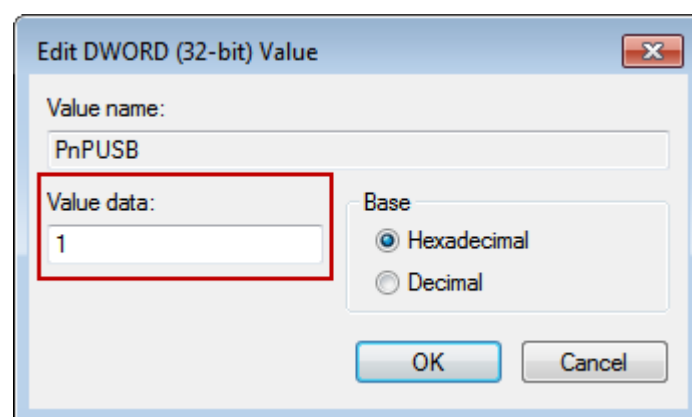 Edit DWORD (32-bit) Value
Value name:
PnPUSB
Value data:
1
Base
Hexadecimal
Decimal
OK
Cancel